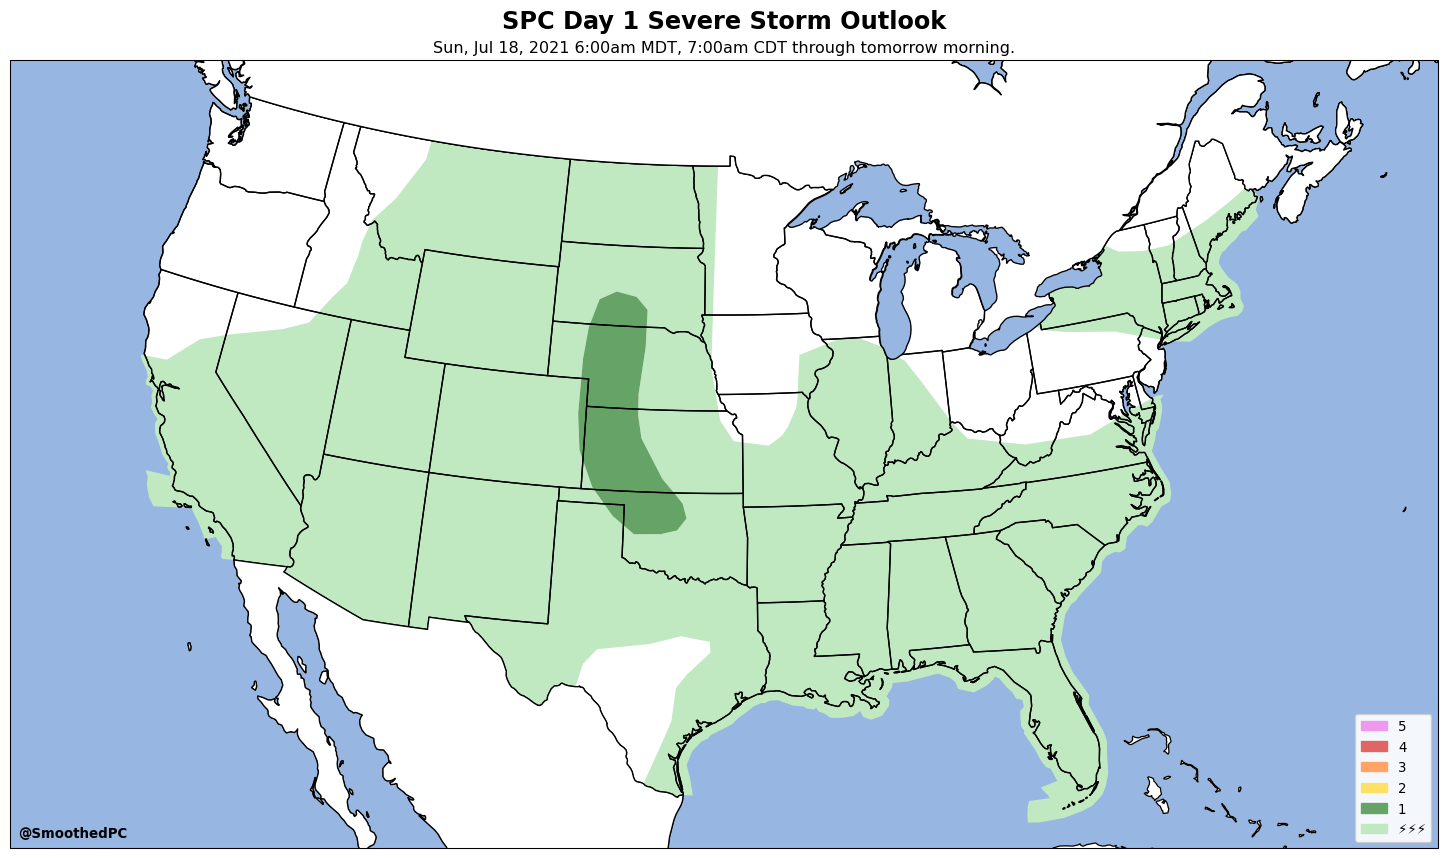 SPC Day 1 Severe Storm Outlook
Sun, Jul 18, 2021 6:00am MDT, 7:00am CDT through tomorrow morning.
5
4
3
2
1
⚡⚡⚡
@SmoothedPC